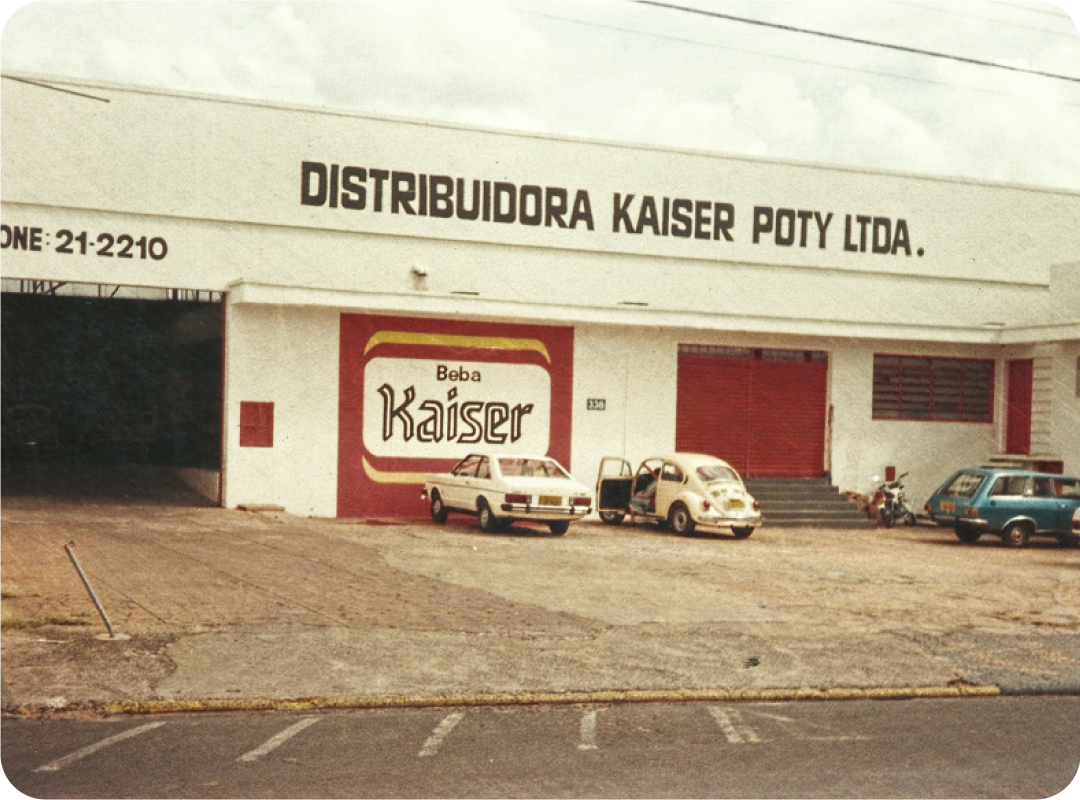 DISTRIBUIDORA KAISER POTY LTDA.
ONE: 21-2210
Beba
Kaiser
336